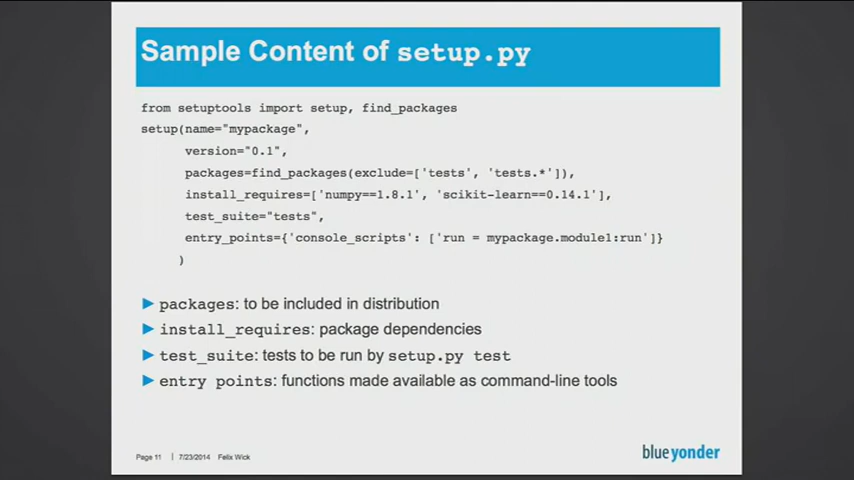 Sample Content of setup.py
from setuptools import setup, find_packages
setup(name="mypackage",
version="0.1",
packages=find_packages(exclude=['tests', 'tests.*']),
install_requires=['numpy==1.8.1', 'scikit-learn==0.14.1'],
test_suite="tests",
entry_points={'console_scripts': ['run = mypackage.module1:run']}
)
packages: to be included in distribution
install_requires: package dependencies
test_suite: tests to be run by setup.py test
entry points: functions made available as command-line tools
Page 11 | 7/23/2014 Felix Wick
blueyonder